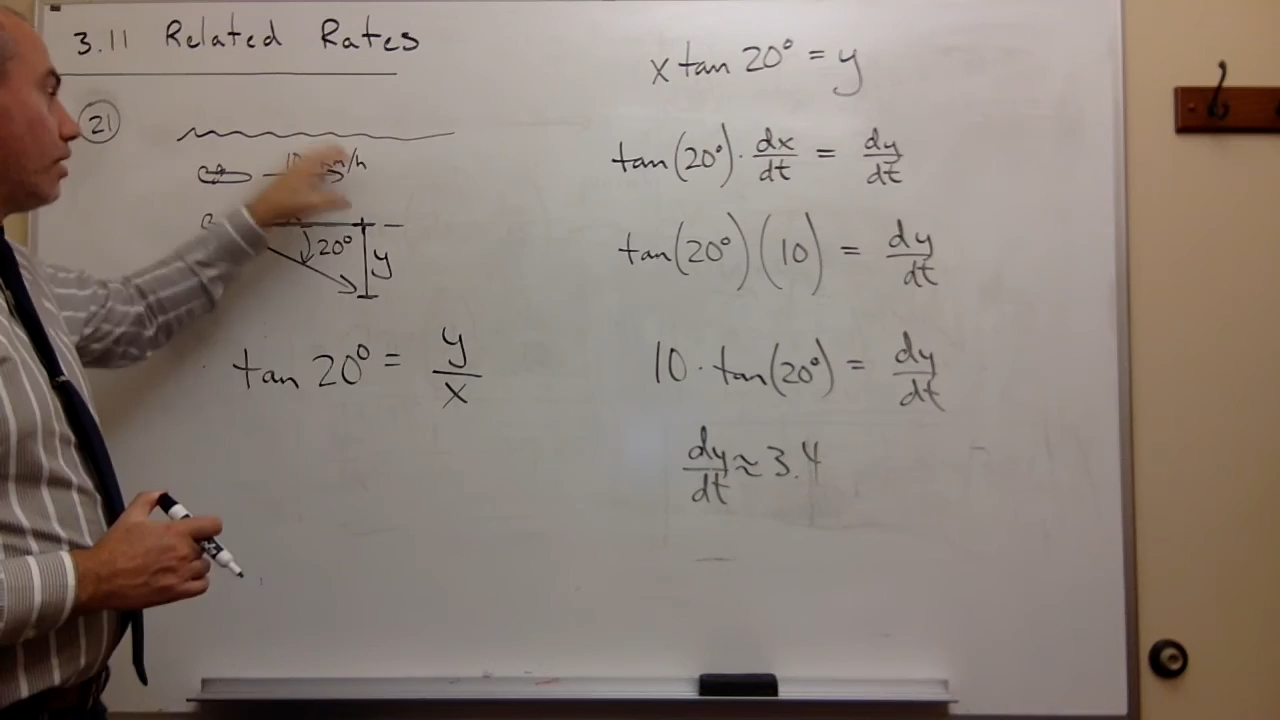 3.11 Related Rates
21
20°
y
tan 20° = y/x
x tan 20° = y
tan(20°) · dx/dt = dy/dt
tan(20°)(10) = dy/dt
10 · tan(20°) = dy/dt
dy/dt ≈ 3.4